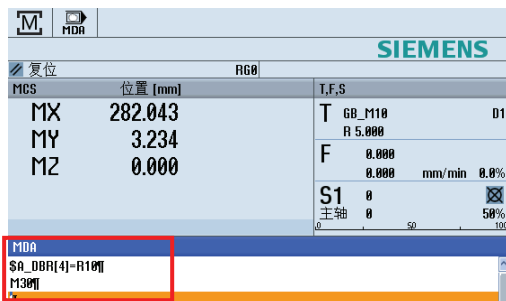 M
MDA
SIEMENS
复位 RG0
MCS 位置 [mm] T,F,S
MX 282.043
MY 3.234
MZ 0.000
T GB_M10 D1
R 5.000
F 0.000
0.000 mm/min 0.0%
S1 0
主轴 0 50%
0 50 100
MDA
$A_DBR[4]=R10¶
M30¶